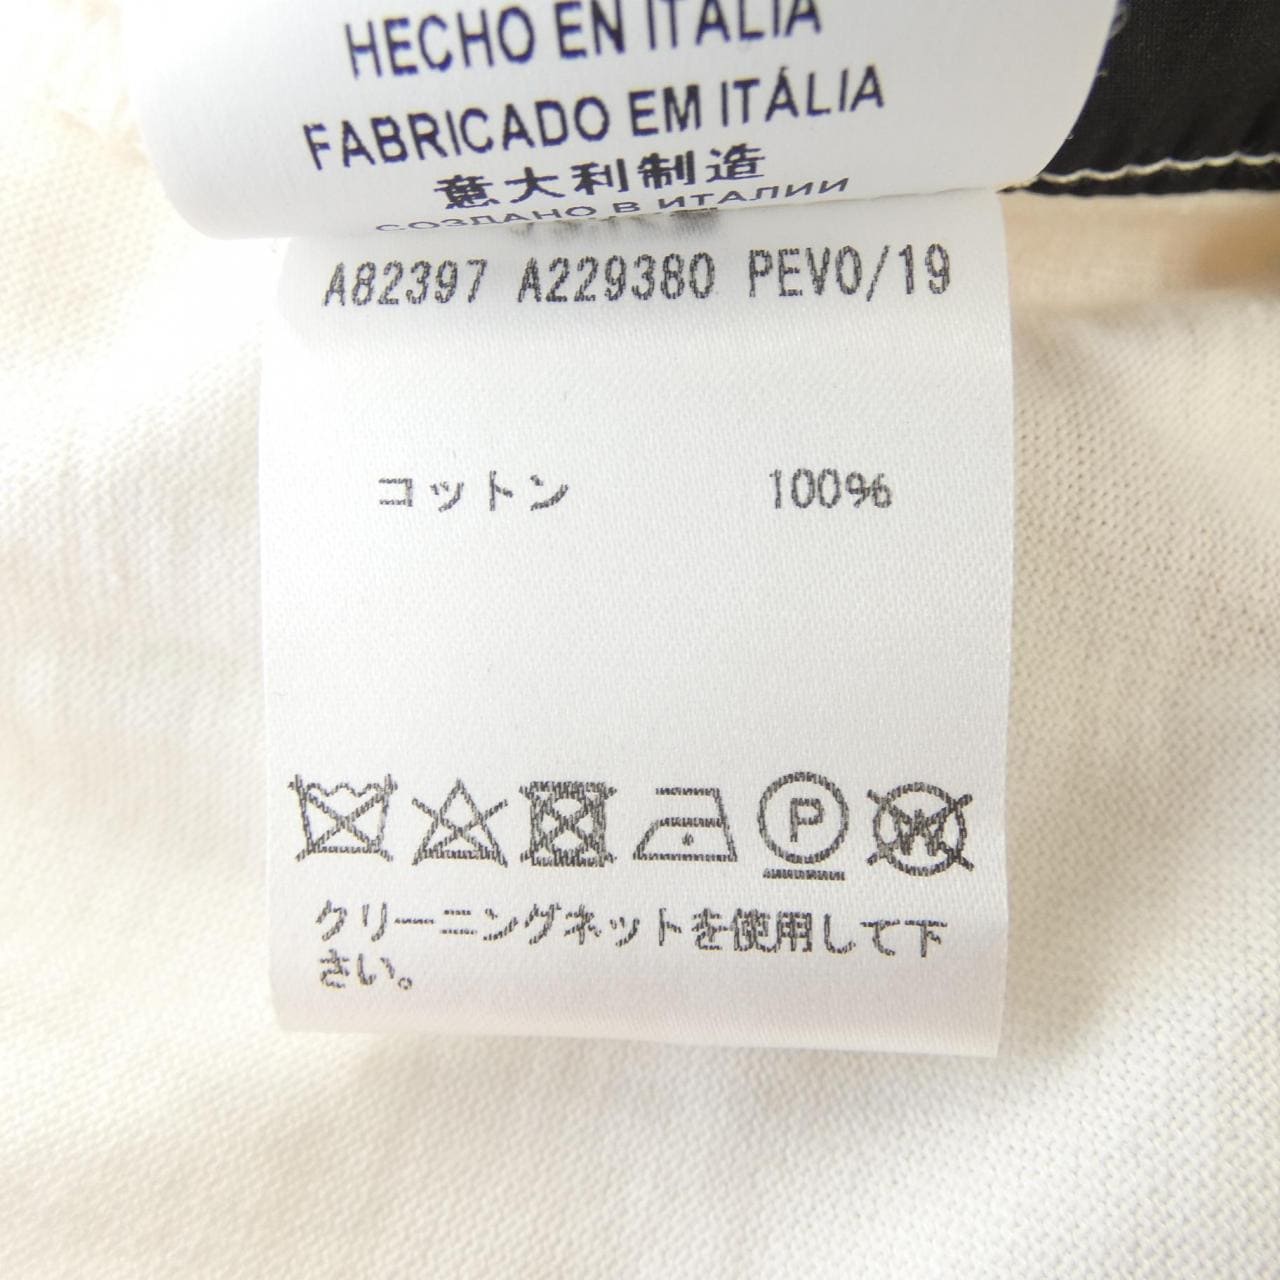 HECHO EN ITALIA
FABRICADO EM ITÁLIA
意大利制造
СОЗДАНО В ИТАЛИИ
A82397 A229380 PEVO/19
コットン 100%
P
W
クリーニングネットを使用して下
さい。